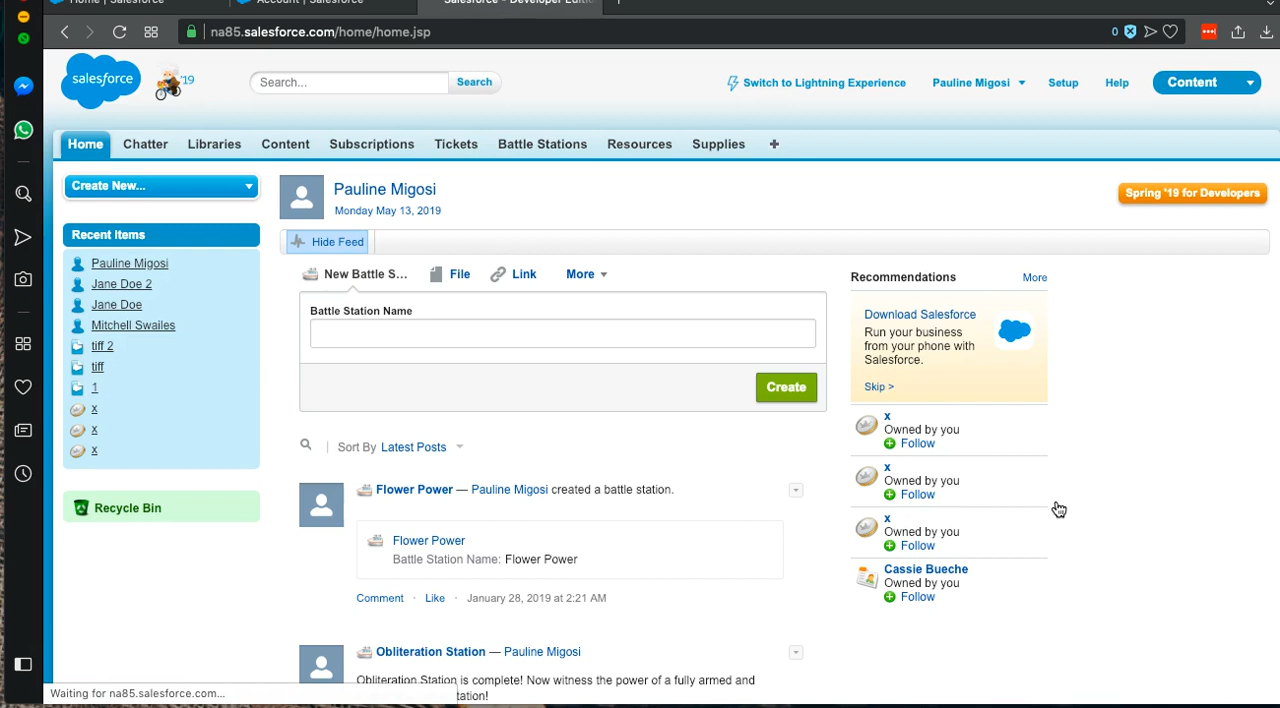 Home | Salesforce
Account | Salesforce
Salesforce - Developer Editio
na85.salesforce.com/home/home.jsp
0
salesforce
'19
Search...
Search
Switch to Lightning Experience
Pauline Migosi
Setup
Help
Content
Home
Chatter
Libraries
Content
Subscriptions
Tickets
Battle Stations
Resources
Supplies
Create New...
Recent Items
Pauline Migosi
Jane Doe 2
Jane Doe
Mitchell Swailes
tiff 2
tiff
1
x
x
x
Recycle Bin
Pauline Migosi
Monday May 13, 2019
Spring '19 for Developers
Hide Feed
New Battle S...
File
Link
More
Battle Station Name
Create
Sort By Latest Posts
Flower Power — Pauline Migosi created a battle station.
Flower Power
Battle Station Name: Flower Power
Comment · Like · January 28, 2019 at 2:21 AM
Obliteration Station — Pauline Migosi
Obliteration Station is complete! Now witness the power of a fully armed and
tation!
Recommendations
More
Download Salesforce
Run your business
from your phone with
Salesforce.
Skip >
x
Owned by you
Follow
x
Owned by you
Follow
x
Owned by you
Follow
Cassie Bueche
Owned by you
Follow
Waiting for na85.salesforce.com...